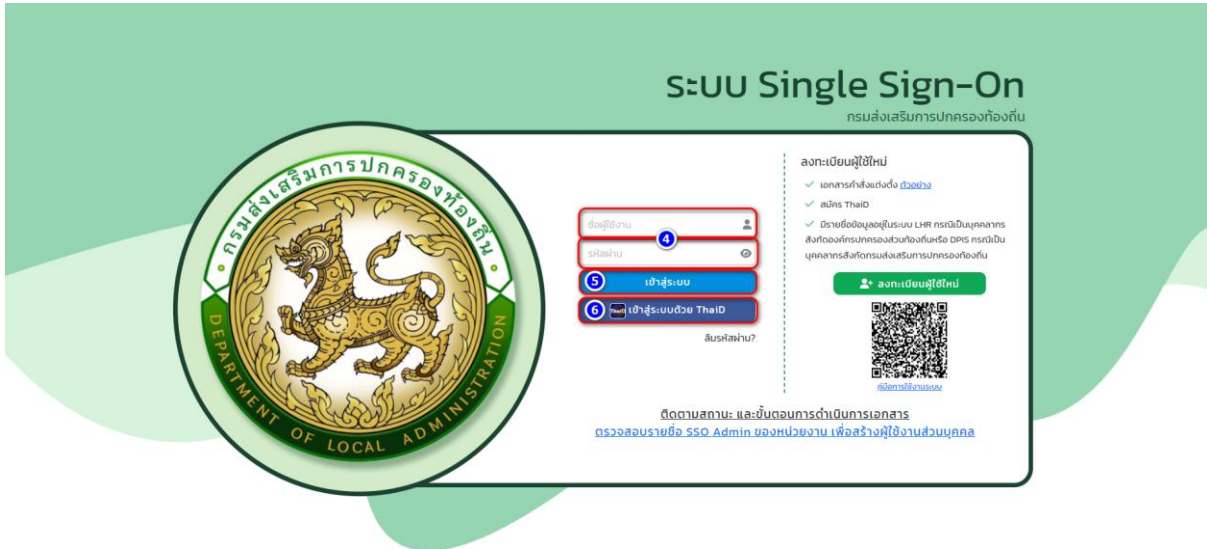 ระบบ Single Sign-On
กรมส่งเสริมการปกครองท้องถิ่น
กรมส่งเสริมการปกครองท้องถิ่น
DEPARTMENT OF LOCAL ADMINISTRATION
ชื่อผู้ใช้งาน
4
รหัสผ่าน
5 เข้าสู่ระบบ
6 ThaiD เข้าสู่ระบบด้วย ThaiD
ลืมรหัสผ่าน?
ลงทะเบียนผู้ใช้ใหม่
เอกสารคำสั่งแต่งตั้ง ตัวอย่าง
สมัคร ThaiD
มีรายชื่อข้อมูลอยู่ในระบบ LHR กรณีเป็นบุคลากร
สังกัดองค์กรปกครองส่วนท้องถิ่นหรือ DPIS กรณีเป็น
บุคลากรสังกัดกรมส่งเสริมการปกครองท้องถิ่น
ลงทะเบียนผู้ใช้ใหม่
คู่มือการใช้งานระบบ
ติดตามสถานะ และขั้นตอนการดำเนินการเอกสาร
ตรวจสอบรายชื่อ SSO Admin ของหน่วยงาน เพื่อสร้างผู้ใช้งานส่วนบุคคล